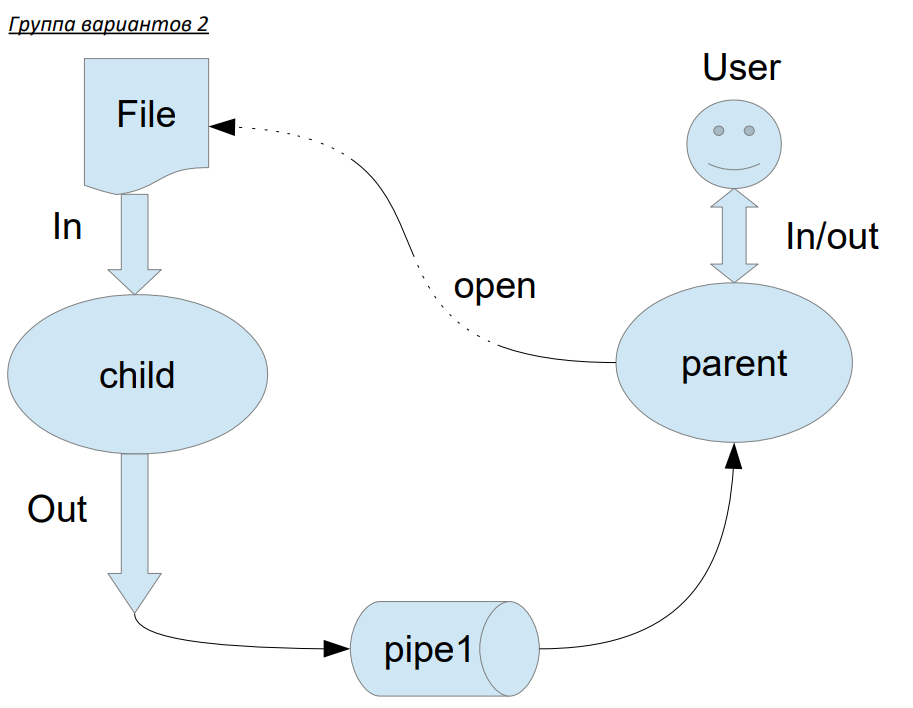 Группа вариантов 2
User
File
In
In/out
open
child
parent
Out
pipe1